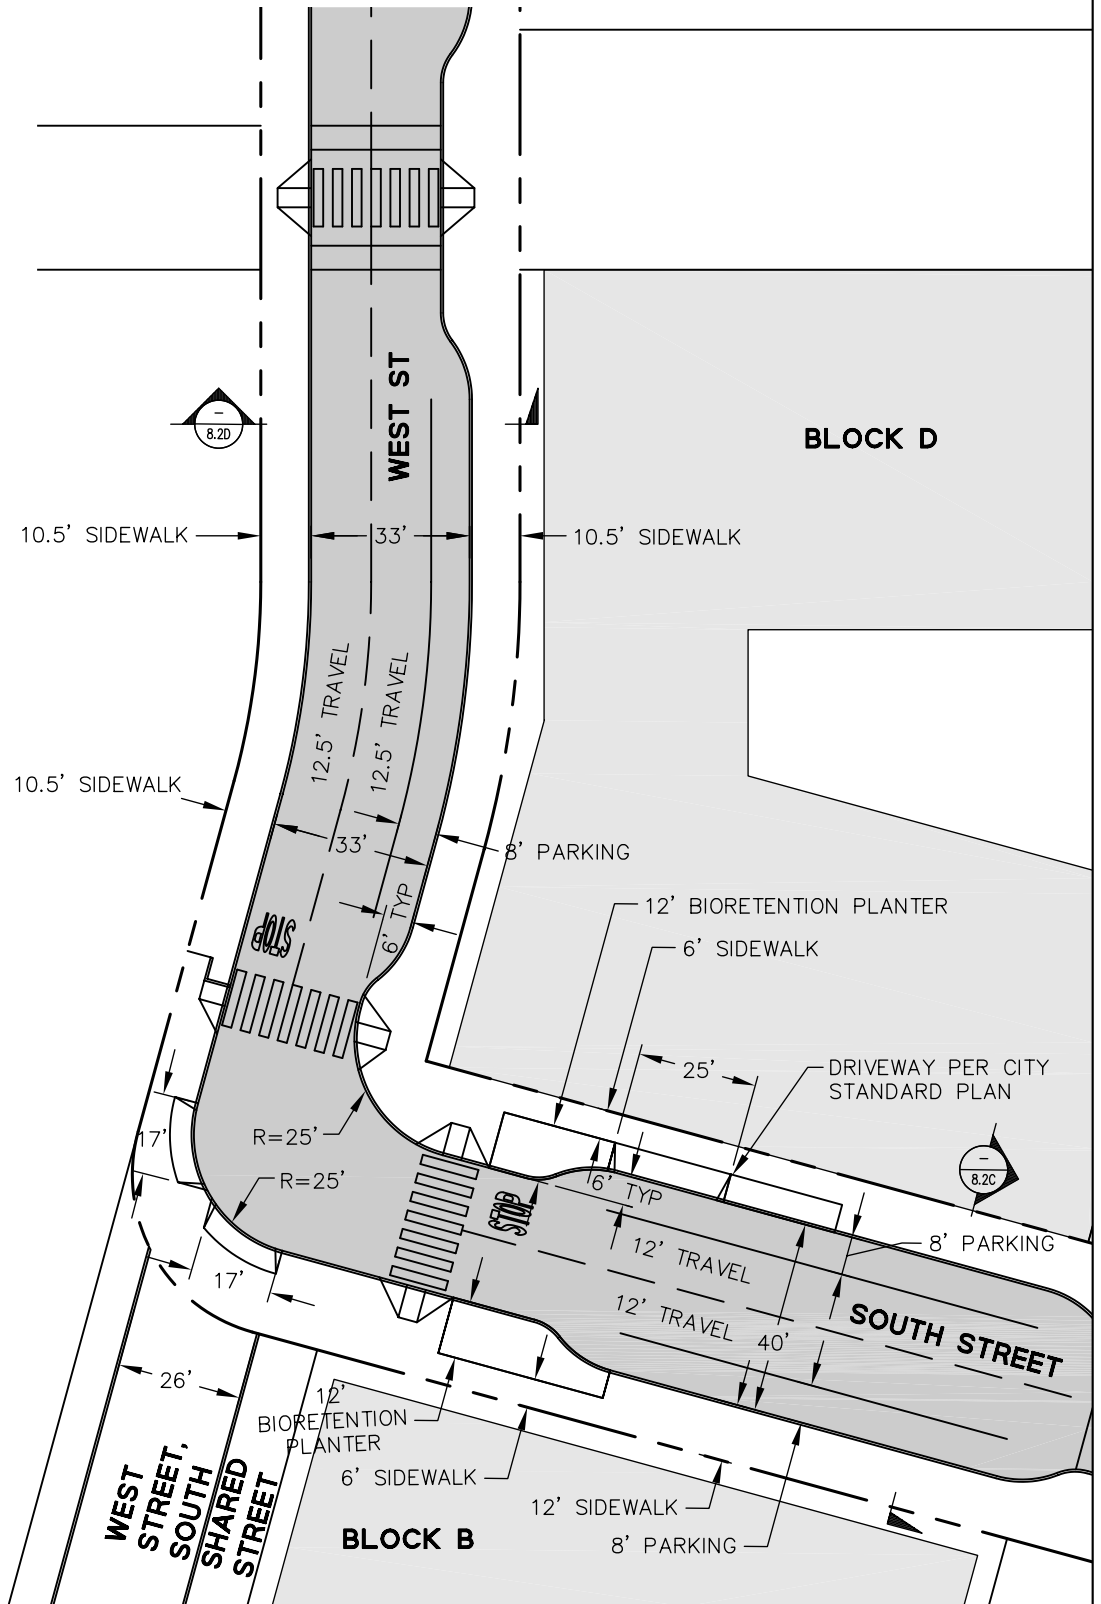 WEST ST
–
8.2D
BLOCK D
10.5' SIDEWALK
33'
10.5' SIDEWALK
12.5' TRAVEL
12.5' TRAVEL
10.5' SIDEWALK
33'
8' PARKING
6' TYP
STOP
12' BIORETENTION PLANTER
6' SIDEWALK
25'
DRIVEWAY PER CITY
STANDARD PLAN
17'
R=25'
R=25'
–
8.2C
6' TYP
STOP
12' TRAVEL
8' PARKING
17'
12' TRAVEL
40'
SOUTH STREET
26'
12'
BIORETENTION
PLANTER
6' SIDEWALK
12' SIDEWALK
8' PARKING
WEST
STREET,
SOUTH
SHARED
STREET
BLOCK B